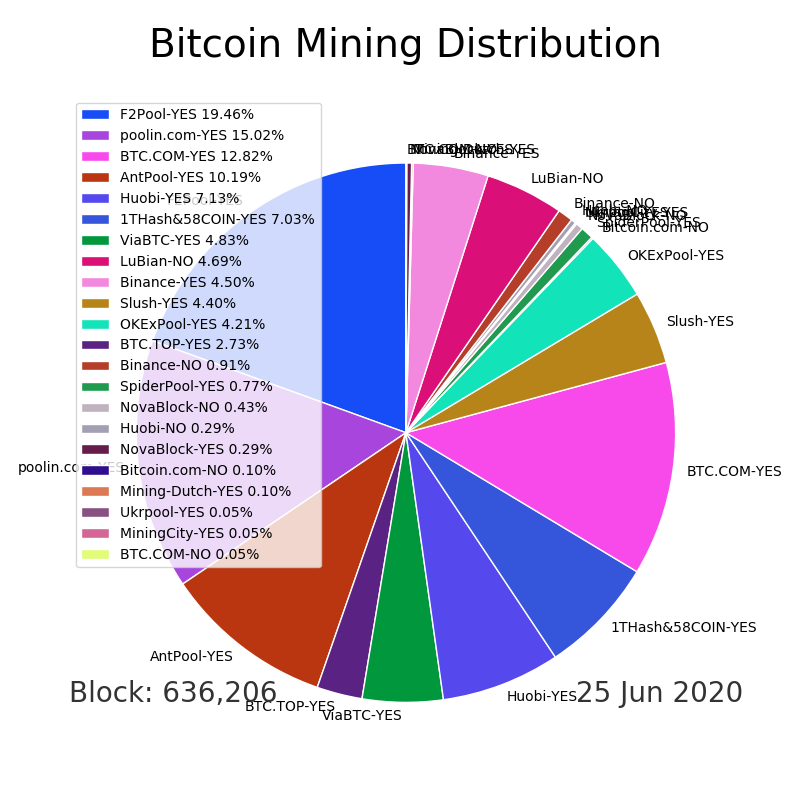 Bitcoin Mining Distribution
F2Pool-YES 19.46%
poolin.com-YES 15.02%
BTC.COM-YES 12.82%
AntPool-YES 10.19%
Huobi-YES 7.13%
1THash&58COIN-YES 7.03%
ViaBTC-YES 4.83%
LuBian-NO 4.69%
Binance-YES 4.50%
Slush-YES 4.40%
OKExPool-YES 4.21%
BTC.TOP-YES 2.73%
Binance-NO 0.91%
SpiderPool-YES 0.77%
NovaBlock-NO 0.43%
Huobi-NO 0.29%
NovaBlock-YES 0.29%
Bitcoin.com-NO 0.10%
Mining-Dutch-YES 0.10%
Ukrpool-YES 0.05%
MiningCity-YES 0.05%
BTC.COM-NO 0.05%
Binance-YES
LuBian-NO
Binance-NO
SpiderPool-YES
Bitcoin.com-NO
OKExPool-YES
Slush-YES
BTC.COM-YES
1THash&58COIN-YES
Huobi-YES
ViaBTC-YES
BTC.TOP-YES
AntPool-YES
poolin.com-YES
Block: 636,206
25 Jun 2020